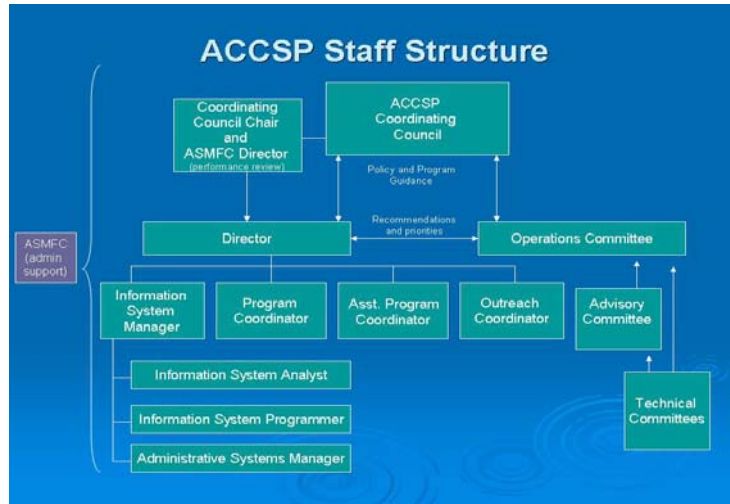 ACCSP Staff Structure
Coordinating
Council Chair
and
ASMFC Director
(performance review)
ACCSP
Coordinating
Council
Policy and Program
Guidance
ASMFC
(admin
support)
Director
Recommendations
and priorities
Operations Committee
Information
System
Manager
Program
Coordinator
Asst. Program
Coordinator
Outreach
Coordinator
Advisory
Committee
Information System Analyst
Information System Programmer
Administrative Systems Manager
Technical
Committees